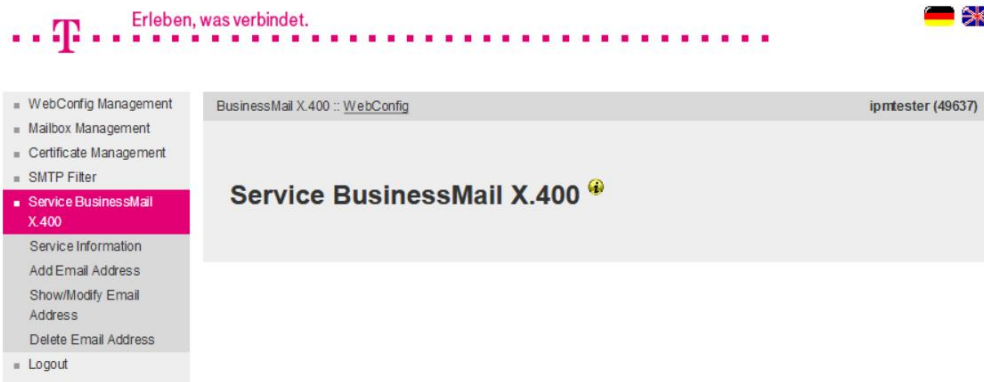 Erleben, was verbindet.
T
WebConfig Management
Mailbox Management
Certificate Management
SMTP Filter
Service BusinessMail
X.400
Service Information
Add Email Address
Show/Modify Email
Address
Delete Email Address
Logout
BusinessMail X.400 :: WebConfig
ipmtester (49637)
Service BusinessMail X.400